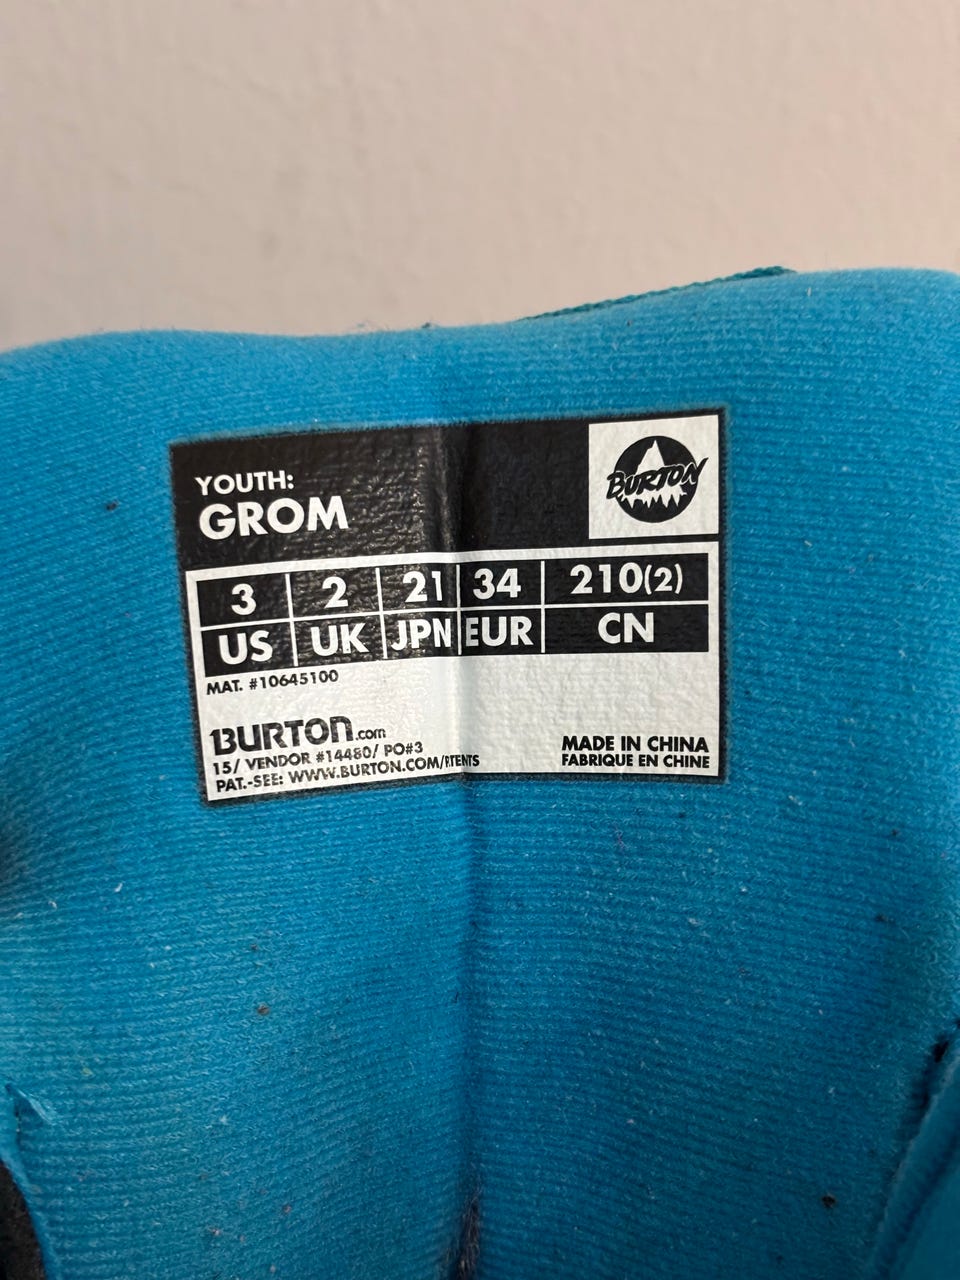 YOUTH:
GROM
BURTON
3 2 21 34 210(2)
US UK JPN EUR CN
MAT. #10645100
BURTON.com
15/ VENDOR #14480/ PO#3
PAT.-SEE: WWW.BURTON.COM/
MADE IN CHINA
FABRIQUE EN CHINE